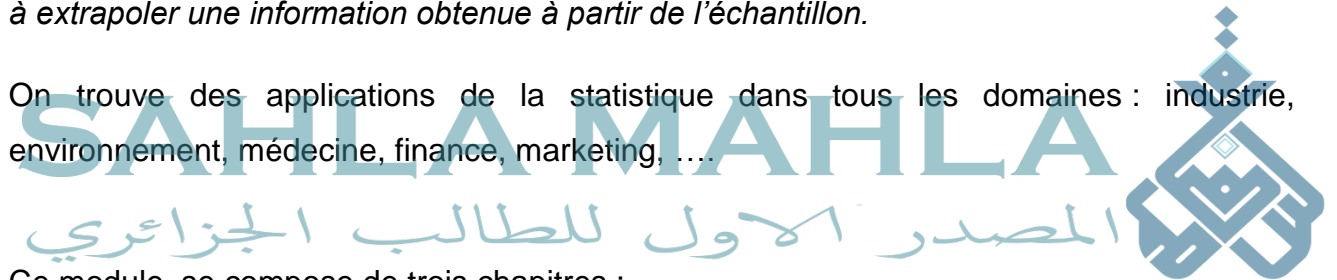 à extrapoler une information obtenue à partir de l’échantillon.
On trouve des applications de la statistique dans tous les domaines : industrie,
environnement, médecine, finance, marketing, ….
SAHLA MAHLA
المصدر الاول للطالب الجزائري
Ce module se compose de trois chapitres :